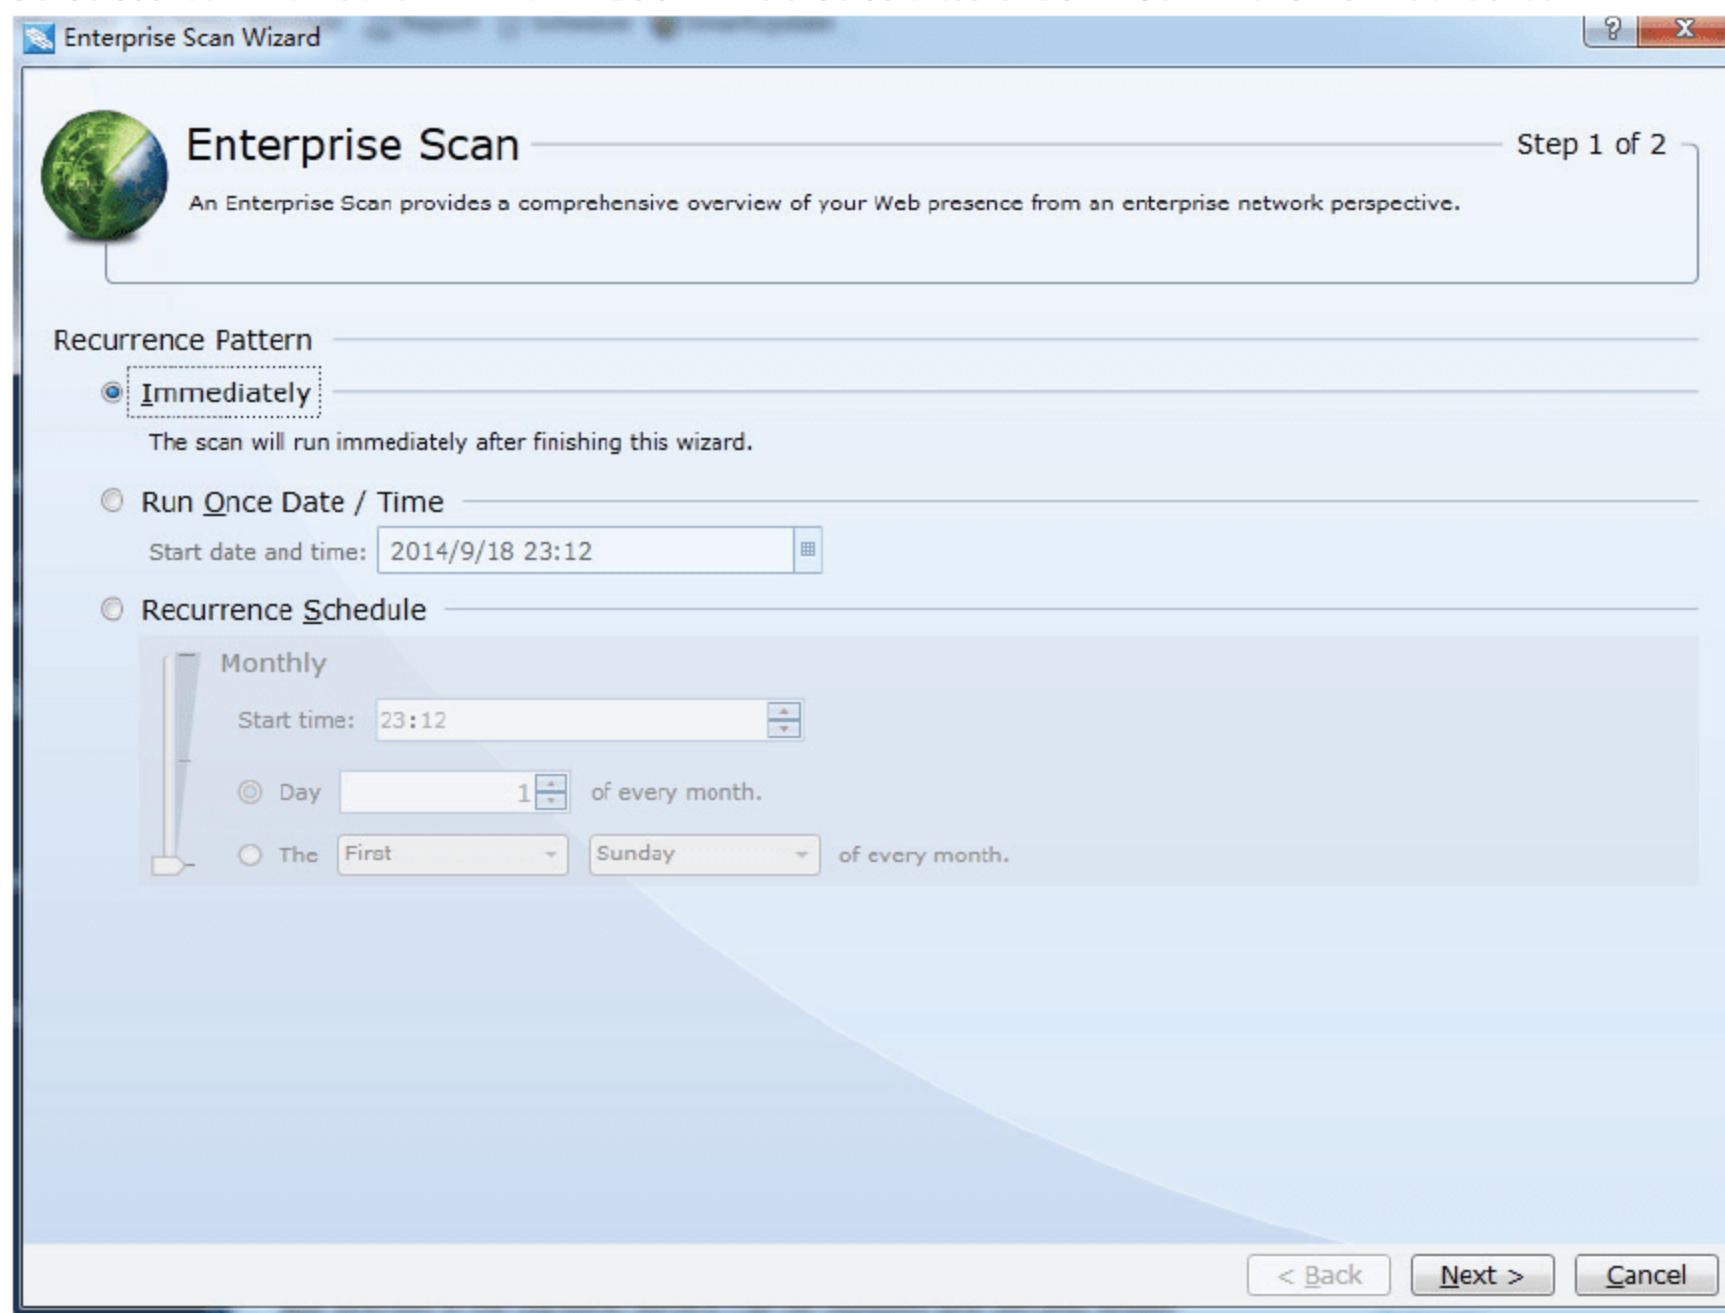 Enterprise Scan Wizard
Enterprise Scan
Step 1 of 2
An Enterprise Scan provides a comprehensive overview of your Web presence from an enterprise network perspective.
Recurrence Pattern
Immediately
The scan will run immediately after finishing this wizard.
Run Once Date / Time
Start date and time: 2014/9/18 23:12
Recurrence Schedule
Monthly
Start time: 23:12
Day 1 of every month.
The First Sunday of every month.
< Back Next > Cancel